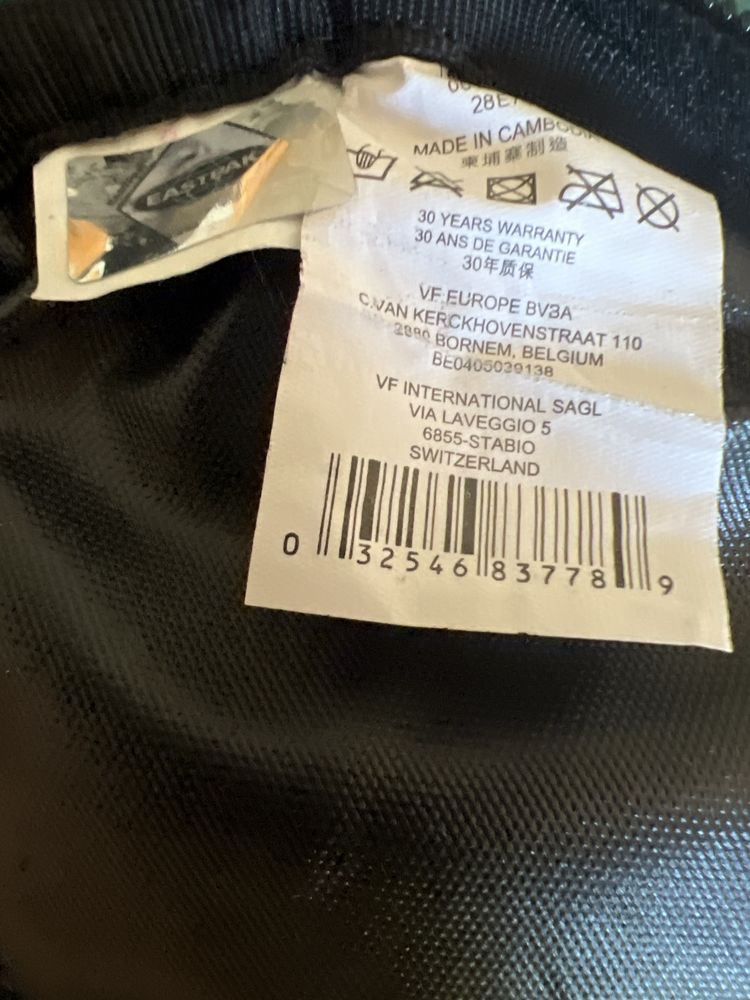 EASTPAK
28E
MADE IN CAMBO
柬埔寨制造
30 YEARS WARRANTY
30 ANS DE GARANTIE
30年质保
VF EUROPE BVBA
C.VAN KERCKHOVENSTRAAT 110
2880 BORNEM, BELGIUM
BE0405039138
VF INTERNATIONAL SAGL
VIA LAVEGGIO 5
6855-STABIO
SWITZERLAND
0 32546 83778 9